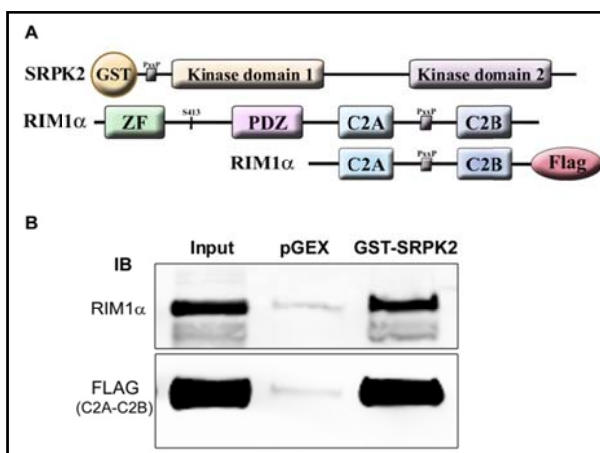 A
SRPK2 GST PxxP Kinase domain 1 Kinase domain 2
RIM1α ZF S413 PDZ C2A PxxP C2B
RIM1α C2A PxxP C2B Flag
B
Input pGEX GST-SRPK2
IB
RIM1α
FLAG
(C2A-C2B)